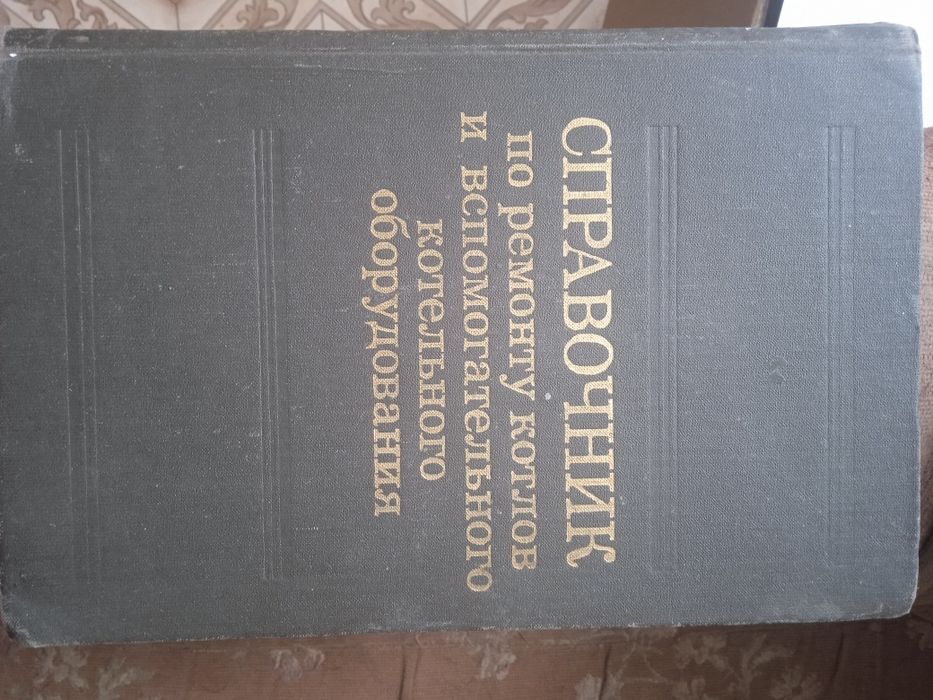 СПРАВОЧНИК
по ремонту котлов
и вспомогательного
котельного
оборудования